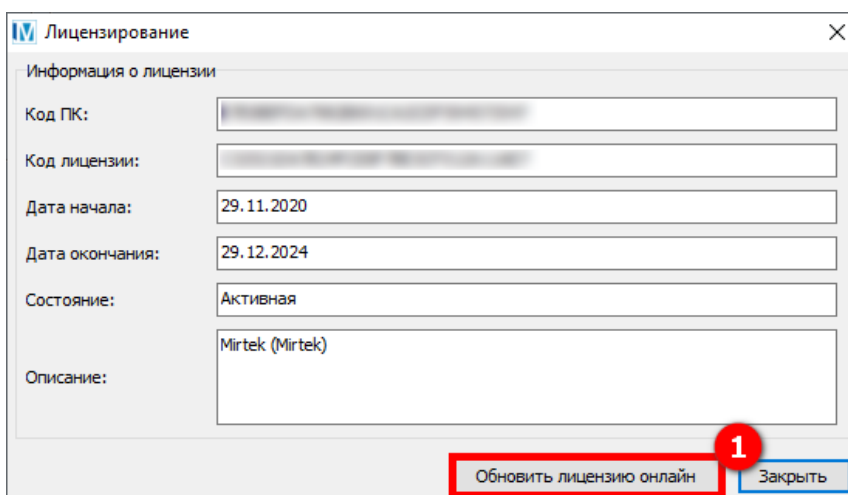 Лицензирование
Информация о лицензии
Код ПК:
Код лицензии:
Дата начала: 29.11.2020
Дата окончания: 29.12.2024
Состояние: Активная
Описание: Mirtek (Mirtek)
1
Обновить лицензию онлайн Закрыть